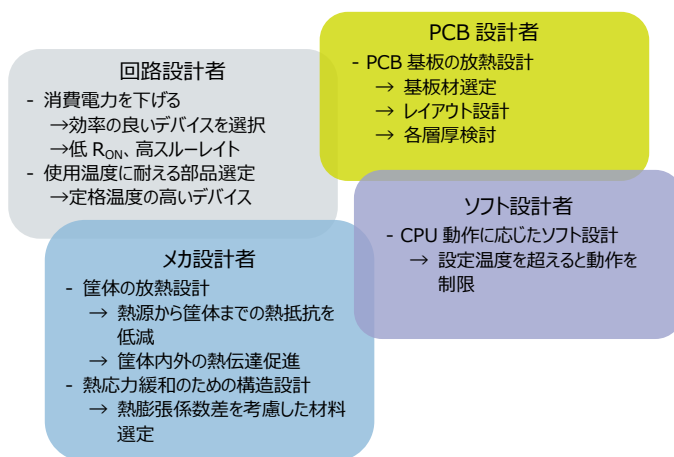 回路設計者
- 消費電力を下げる
→効率の良いデバイスを選択
→低 RON、高スルーレイト
- 使用温度に耐える部品選定
→定格温度の高いデバイス
PCB 設計者
- PCB 基板の放熱設計
→ 基板材選定
→ レイアウト設計
→ 各層厚検討
メカ設計者
- 筐体の放熱設計
→ 熱源から筐体までの熱抵抗を
低減
→ 筐体内外の熱伝達促進
- 熱応力緩和のための構造設計
→ 熱膨張係数差を考慮した材料
選定
ソフト設計者
- CPU 動作に応じたソフト設計
→ 設定温度を超えると動作を
制限